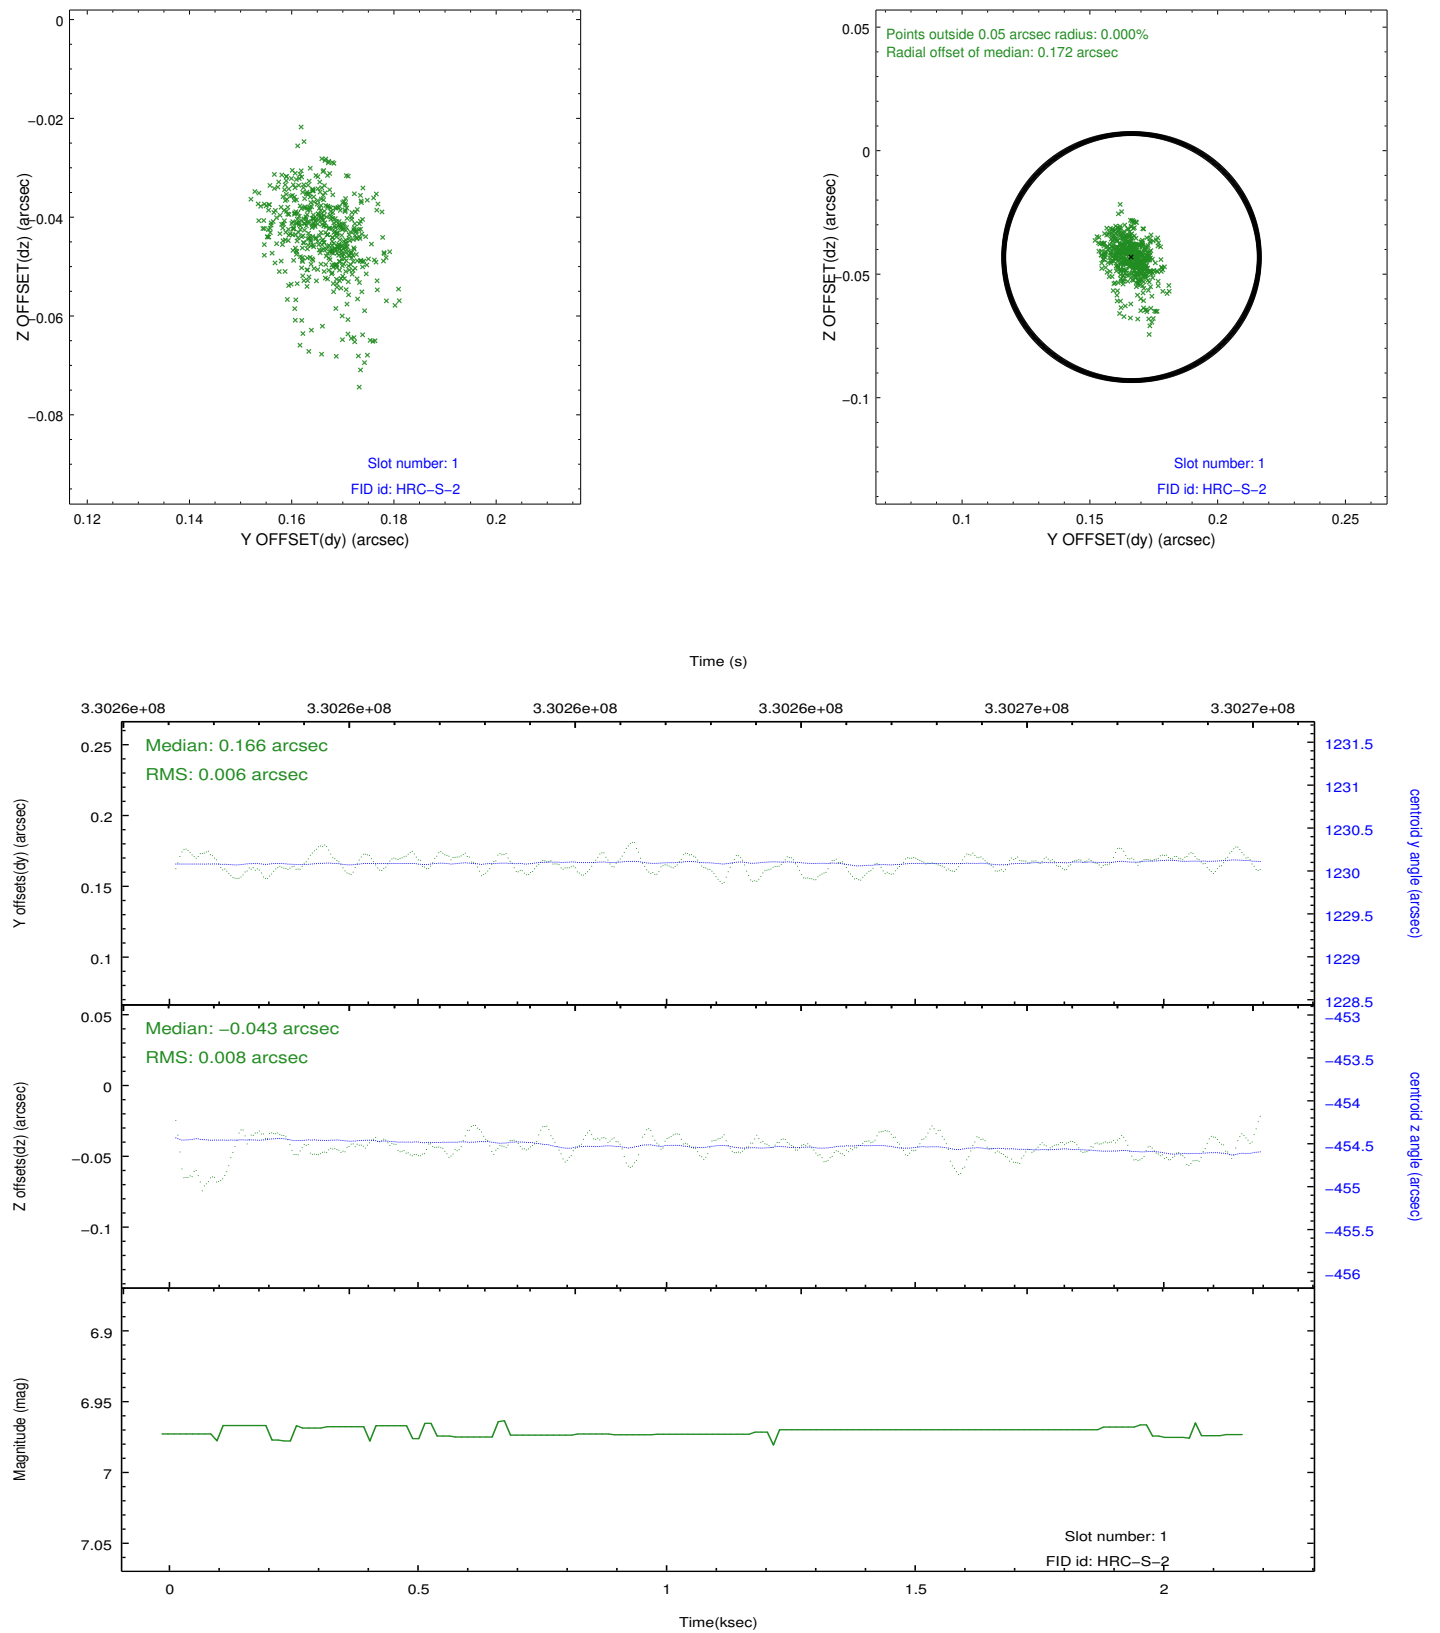 0
−0.02
−0.04
−0.06
−0.08
Z OFFSET(dz) (arcsec)
Slot number: 1
FID id: HRC−S−2
0.12
0.14
0.16
0.18
0.2
Y OFFSET(dy) (arcsec)
Points outside 0.05 arcsec radius: 0.000%
Radial offset of median: 0.172 arcsec
0.05
0
−0.05
−0.1
Z OFFSET(dz) (arcsec)
Slot number: 1
FID id: HRC−S−2
0.1
0.15
0.2
0.25
Y OFFSET(dy) (arcsec)
Time (s)
3.3026e+08
3.3026e+08
3.3026e+08
3.3026e+08
3.3027e+08
3.3027e+08
Median: 0.166 arcsec
RMS: 0.006 arcsec
0.25
0.2
0.15
0.1
Y offsets(dy) (arcsec)
1231.5
1231
1230.5
1230
1229.5
1229
1228.5
centroid y angle (arcsec)
Median: −0.043 arcsec
RMS: 0.008 arcsec
0.05
0
−0.05
−0.1
Z offsets(dz) (arcsec)
−453
−453.5
−454
−454.5
−455
−455.5
−456
centroid z angle (arcsec)
6.9
6.95
7
7.05
Magnitude (mag)
Slot number: 1
FID id: HRC−S−2
0
0.5
1
1.5
2
Time(ksec)